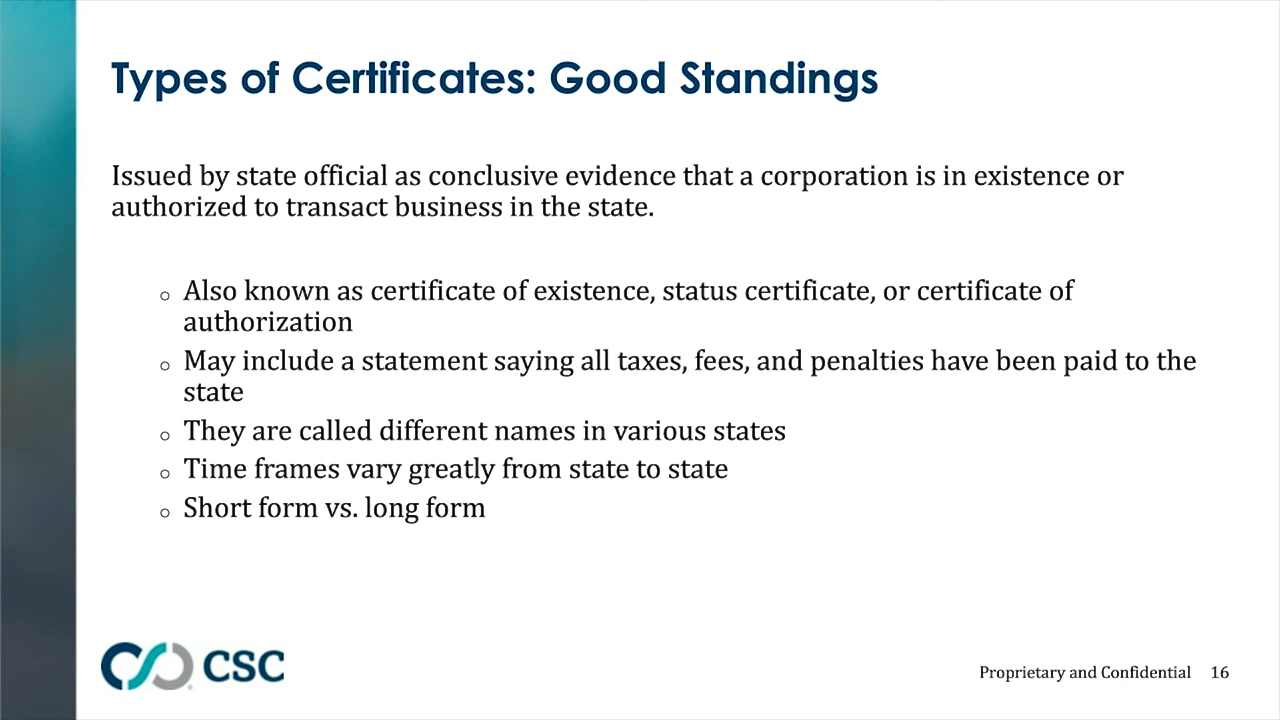 Types of Certificates: Good Standings
Issued by state official as conclusive evidence that a corporation is in existence or
authorized to transact business in the state.
o Also known as certificate of existence, status certificate, or certificate of
authorization
o May include a statement saying all taxes, fees, and penalties have been paid to the
state
o They are called different names in various states
o Time frames vary greatly from state to state
o Short form vs. long form
CSC
Proprietary and Confidential 16